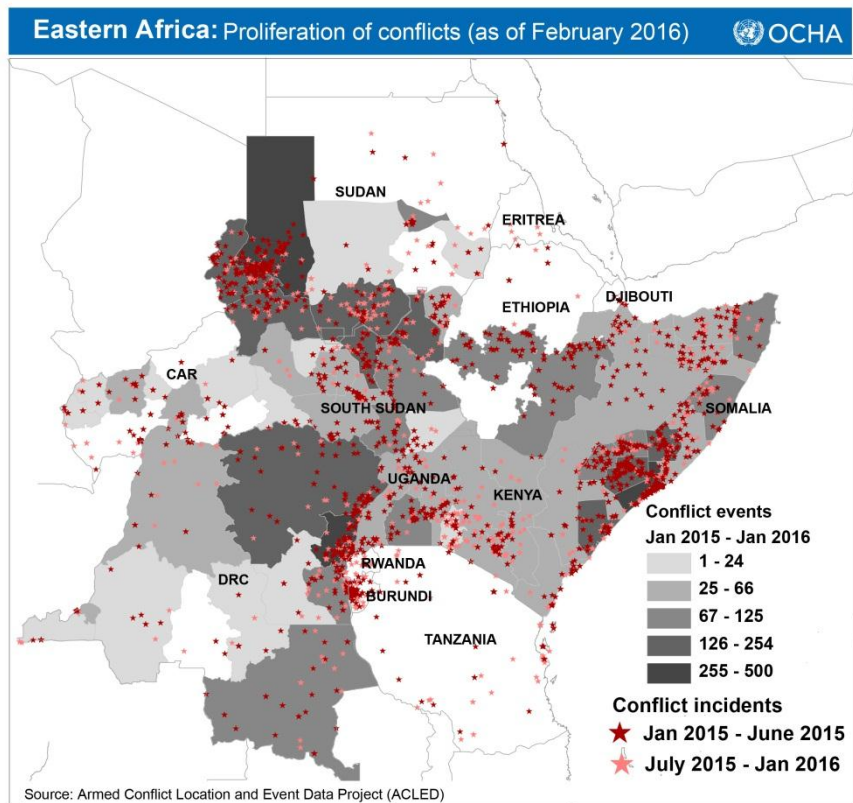 Eastern Africa: Proliferation of conflicts (as of February 2016)
OCHA
SUDAN
ERITREA
ETHIOPIA
DJIBOUTI
CAR
SOUTH SUDAN
SOMALIA
UGANDA
KENYA
RWANDA
DRC
BURUNDI
TANZANIA
Conflict events
Jan 2015 - Jan 2016
1 - 24
25 - 66
67 - 125
126 - 254
255 - 500
Conflict incidents
Jan 2015 - June 2015
July 2015 - Jan 2016
Source: Armed Conflict Location and Event Data Project (ACLED)